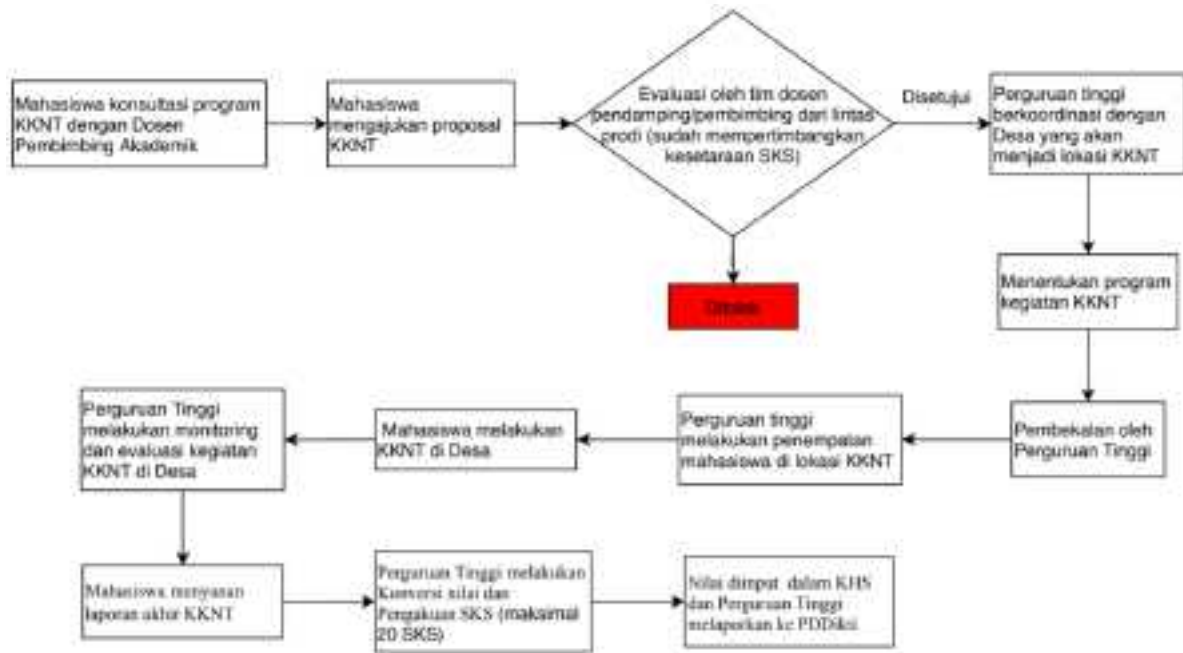 Mahasiswa konsultasi program
KKNT dengan Dosen
Pembimbing Akademik
Mahasiswa
mengajukan proposal
KKNT
Evaluasi oleh tim dosen
pendamping/pembimbing dari lintas
prodi (sudah mempertimbangkan
kesetaraan SKS)
Disetujui
Perguruan tinggi
berkoordinasi dengan
Desa yang akan
menjadi lokasi KKNT
Menentukan program
kegiatan KKNT
Pembekalan oleh
Perguruan Tinggi
Perguruan tinggi
melakukan penempatan
mahasiswa di lokasi KKNT
Mahasiswa melakukan
KKNT di Desa
Perguruan Tinggi
melakukan monitoring
dan evaluasi kegiatan
KKNT di Desa
Mahasiswa
laporan akhir KKNT
Perguruan Tinggi melakukan
Konversi nilai dan
Pengakuan SKS (maksimal
20 SKS)
Nilai diinput dalam KHS
dan Perguruan Tinggi
melaporkan ke PDDikti